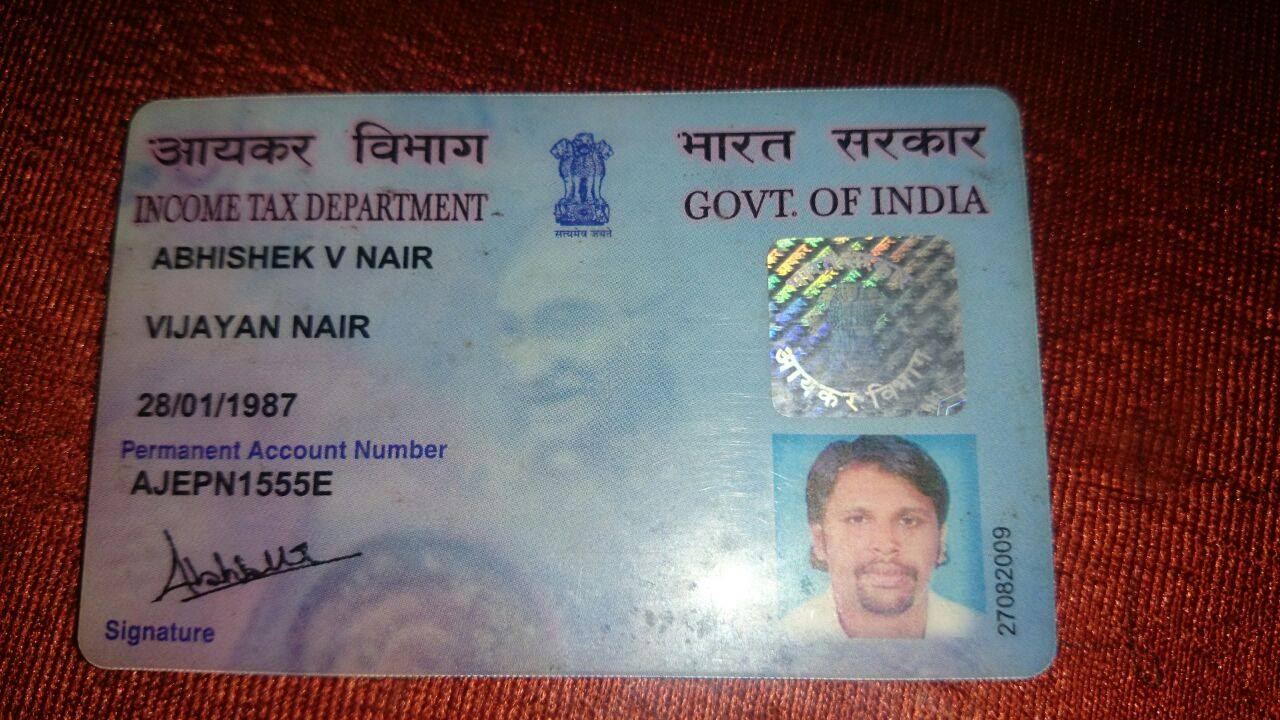 आयकर विभाग
INCOME TAX DEPARTMENT
भारत सरकार
GOVT. OF INDIA
सत्यमेव जयते
ABHISHEK V NAIR
VIJAYAN NAIR
28/01/1987
Permanent Account Number
AJEPN1555E
Signature
आयकर विभाग
27082009